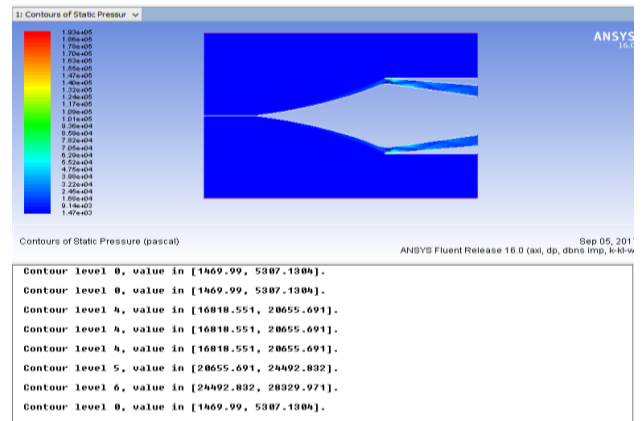 1: Contours of Static Pressur
1.93e+05
1.86e+05
1.78e+05
1.70e+05
1.63e+05
1.55e+05
1.47e+05
1.40e+05
1.32e+05
1.24e+05
1.17e+05
1.09e+05
1.01e+05
9.36e+04
8.59e+04
7.82e+04
7.05e+04
6.29e+04
5.52e+04
4.75e+04
3.98e+04
3.22e+04
2.45e+04
1.68e+04
9.14e+03
1.47e+03
ANSYS
16.0
Contours of Static Pressure (pascal)
Sep 05, 201
ANSYS Fluent Release 16.0 (axi, dp, dbns imp, k-kl-w
Contour level 0, value in [1469.99, 5307.1304].
Contour level 0, value in [1469.99, 5307.1304].
Contour level 4, value in [16818.551, 20655.691].
Contour level 4, value in [16818.551, 20655.691].
Contour level 4, value in [16818.551, 20655.691].
Contour level 5, value in [20655.691, 24492.832].
Contour level 6, value in [24492.832, 28329.971].
Contour level 0, value in [1469.99, 5307.1304].